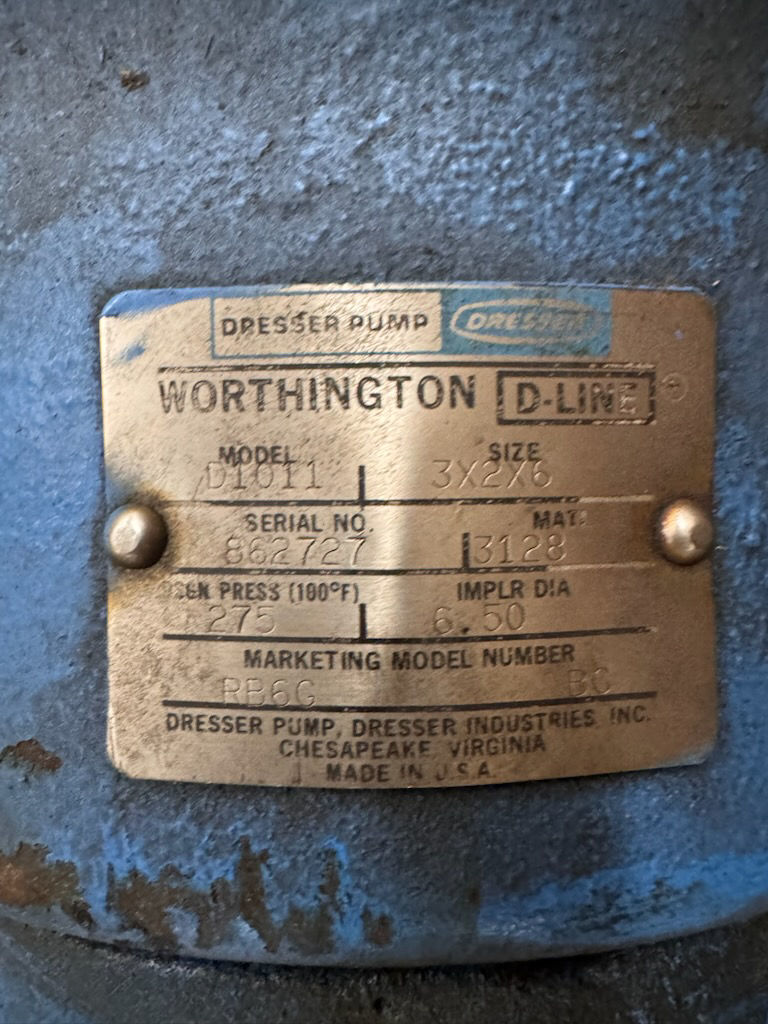 DRESSER PUMP DRESSER
WORTHINGTON D-LINE ®
MODEL SIZE
D1011 3X2X6
SERIAL NO. MAT.
862727 3128
PRESS (100°F) IMPLR DIA
275 6.50
MARKETING MODEL NUMBER
RB6G BC
DRESSER PUMP, DRESSER INDUSTRIES, INC.
CHESAPEAKE, VIRGINIA
MADE IN U.S.A.